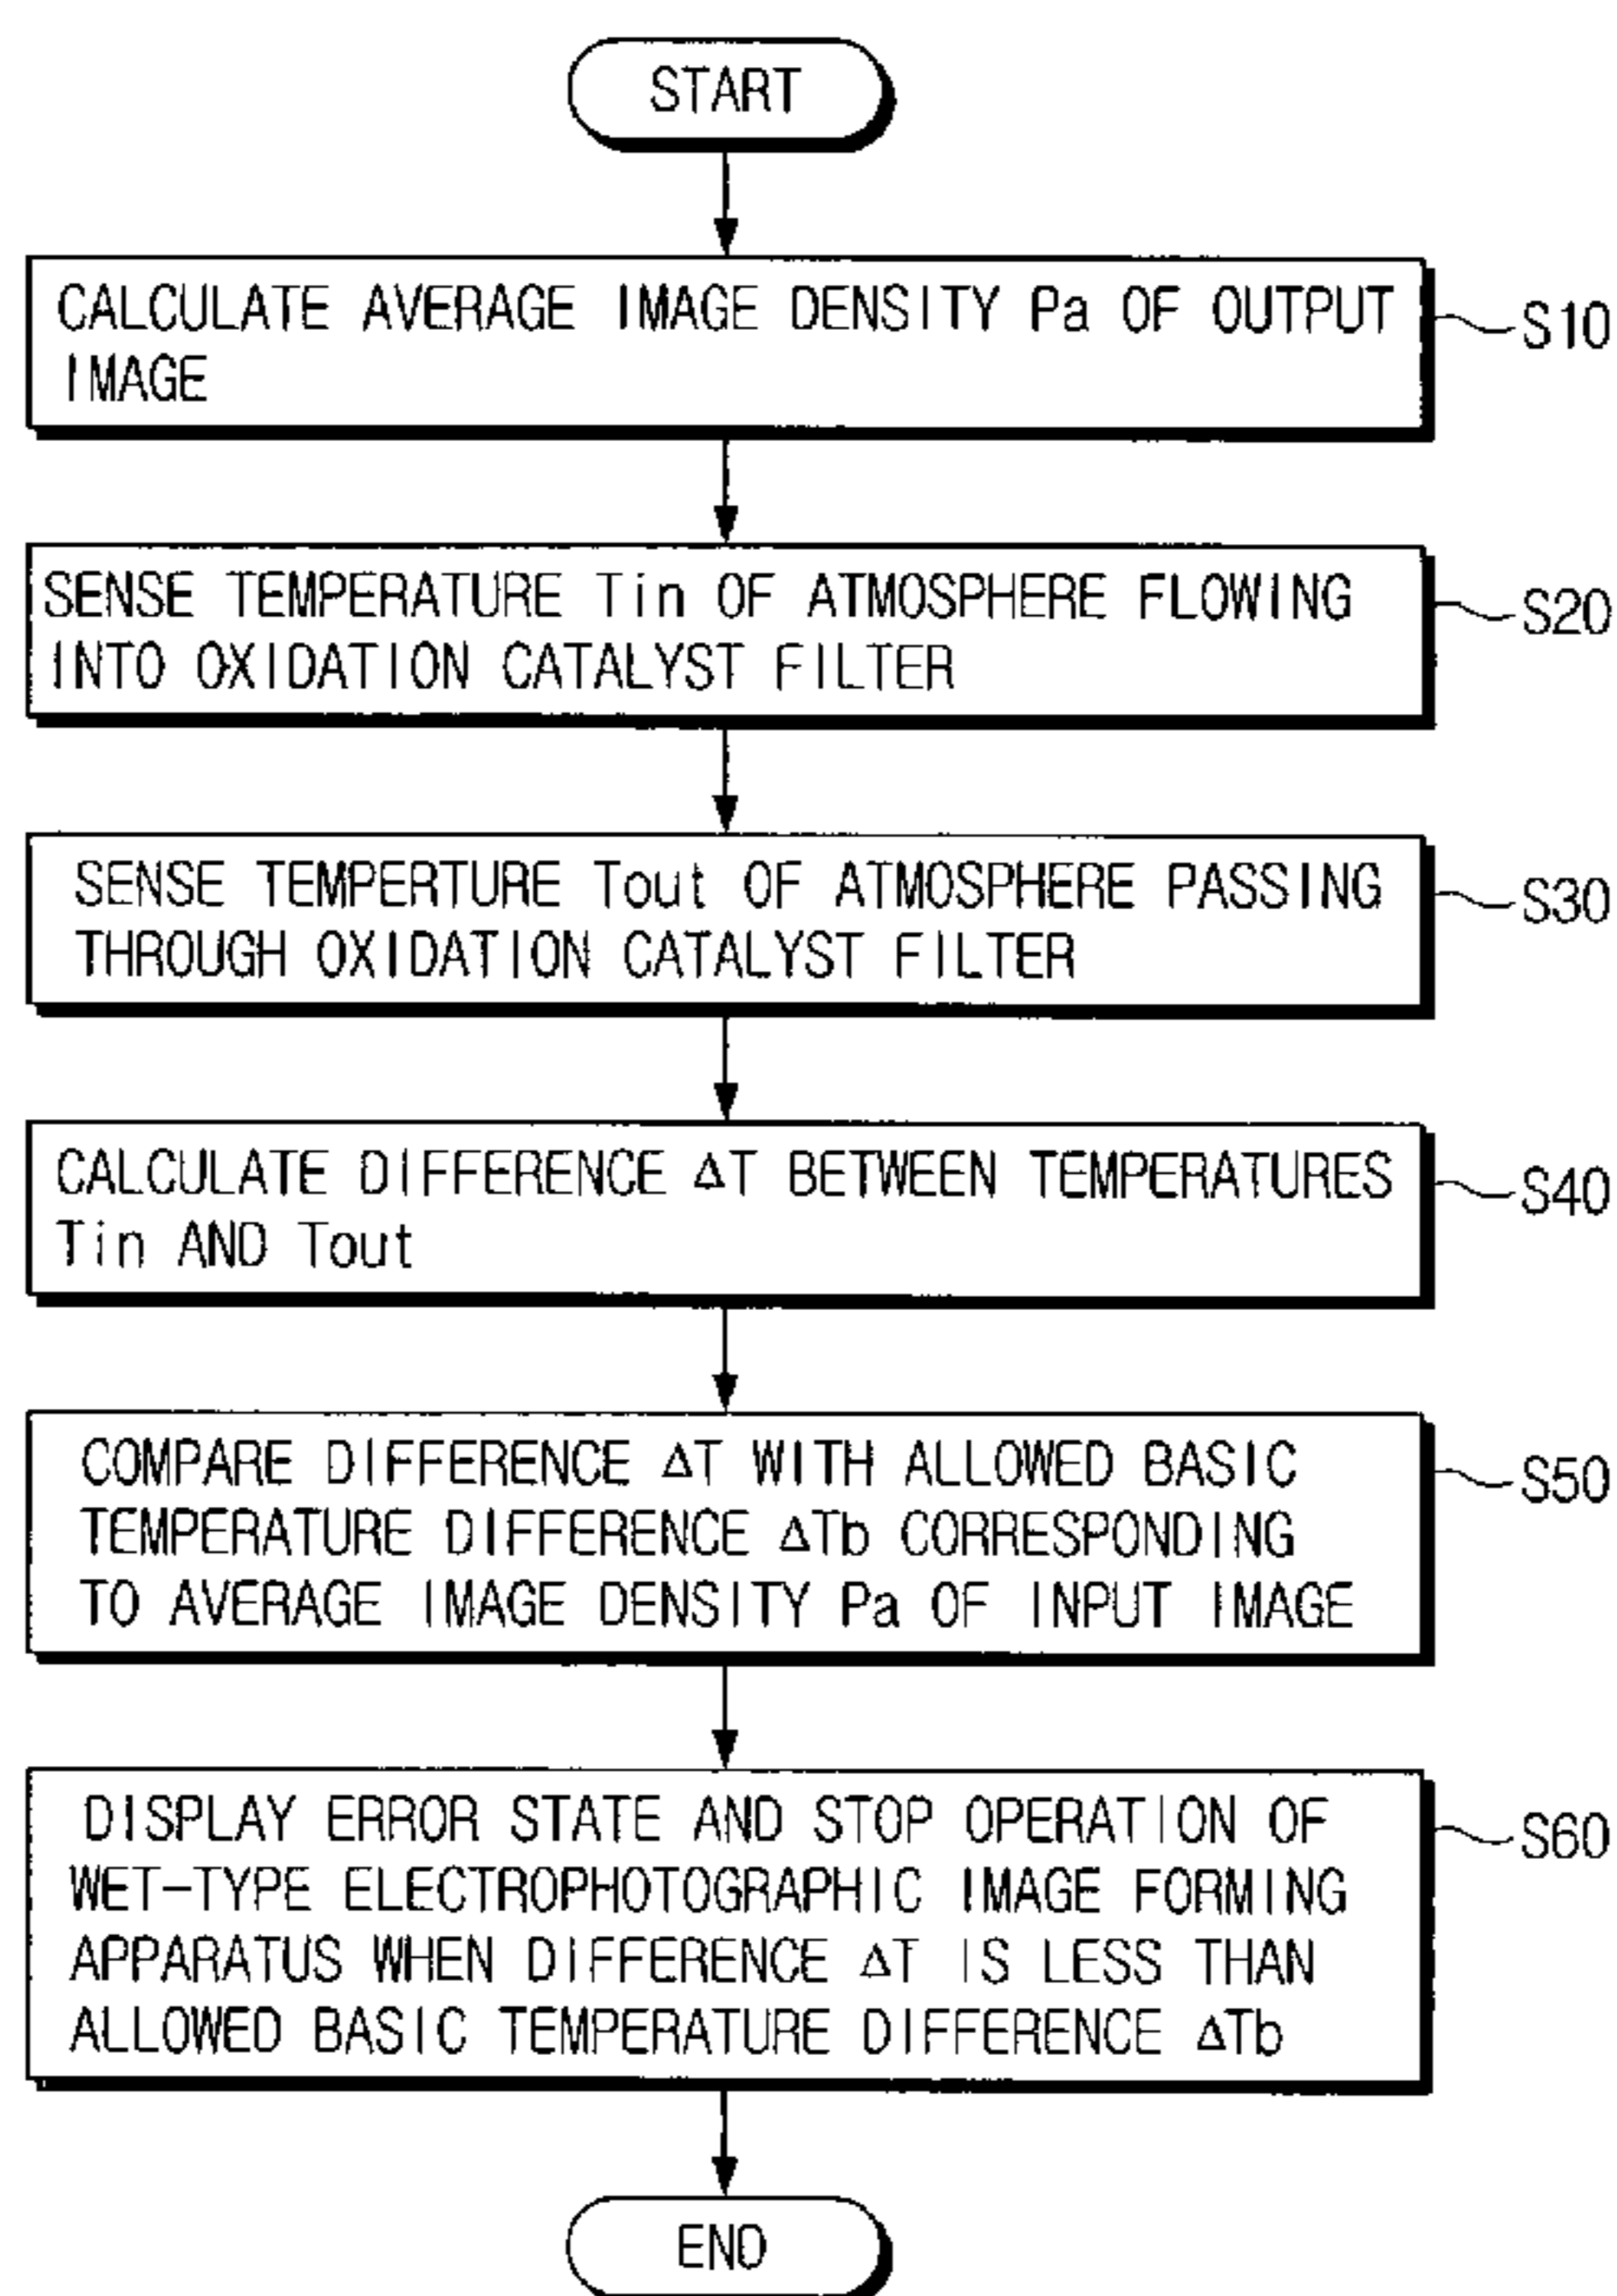 START
CALCULATE AVERAGE IMAGE DENSITY Pa OF OUTPUT
IMAGE
S10
SENSE TEMPERATURE Tin OF ATMOSPHERE FLOWING
INTO OXIDATION CATALYST FILTER
S20
SENSE TEMPERTURE Tout OF ATMOSPHERE PASSING
THROUGH OXIDATION CATALYST FILTER
S30
CALCULATE DIFFERENCE ΔT BETWEEN TEMPERATURES
Tin AND Tout
S40
COMPARE DIFFERENCE ΔT WITH ALLOWED BASIC
TEMPERATURE DIFFERENCE ΔTb CORRESPONDING
TO AVERAGE IMAGE DENSITY Pa OF INPUT IMAGE
S50
DISPLAY ERROR STATE AND STOP OPERATION OF
WET-TYPE ELECTROPHOTOGRAPHIC IMAGE FORMING
APPARATUS WHEN DIFFERENCE ΔT IS LESS THAN
ALLOWED BASIC TEMPERATURE DIFFERENCE ΔTb
S60
END